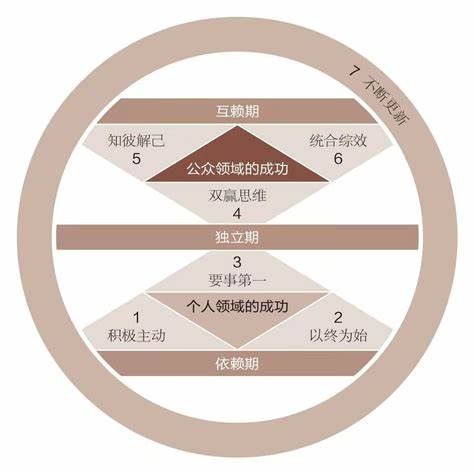 7 不断更新
互赖期
知彼解己
5
统合综效
6
公众领域的成功
双赢思维
4
独立期
3
要事第一
个人领域的成功
1
积极主动
2
以终为始
依赖期